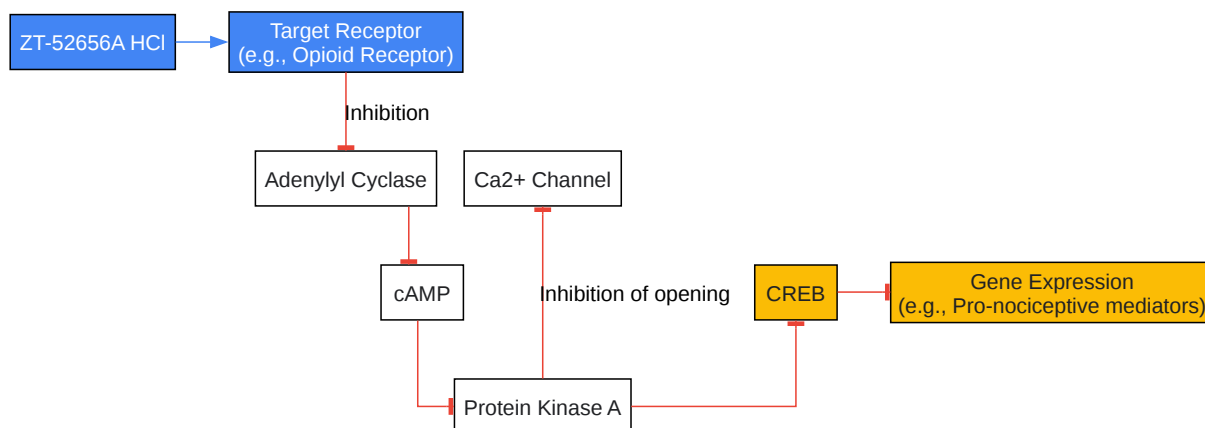 ZT-52656A HCl
Target Receptor
(e.g., Opioid Receptor)
Inhibition
Adenylyl Cyclase
Ca2+ Channel
cAMP
Inhibition of opening
CREB
Gene Expression
(e.g., Pro-nociceptive mediators)
Protein Kinase A